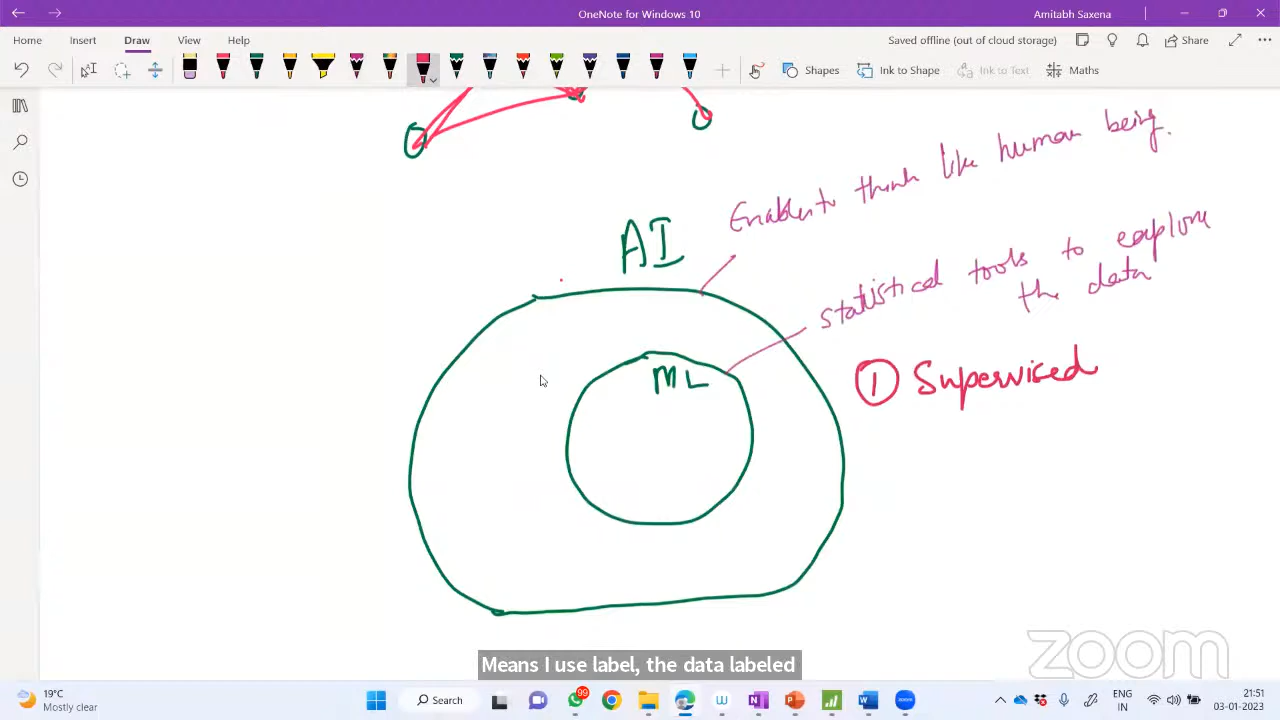 OneNote for Windows 10
Amitabh Saxena
Home Insert Draw View Help
Saved offline (out of cloud storage)
Share
Shapes
Ink to Shape
Ink to Text
Maths
Enables to think like human being.
AI
statistical tools to explore
the data
ML
① Supervised
Means I use label, the data labeled
zoom
19°C
Mostly clear
Search
99
ENG
IN
21:51
03-01-2023